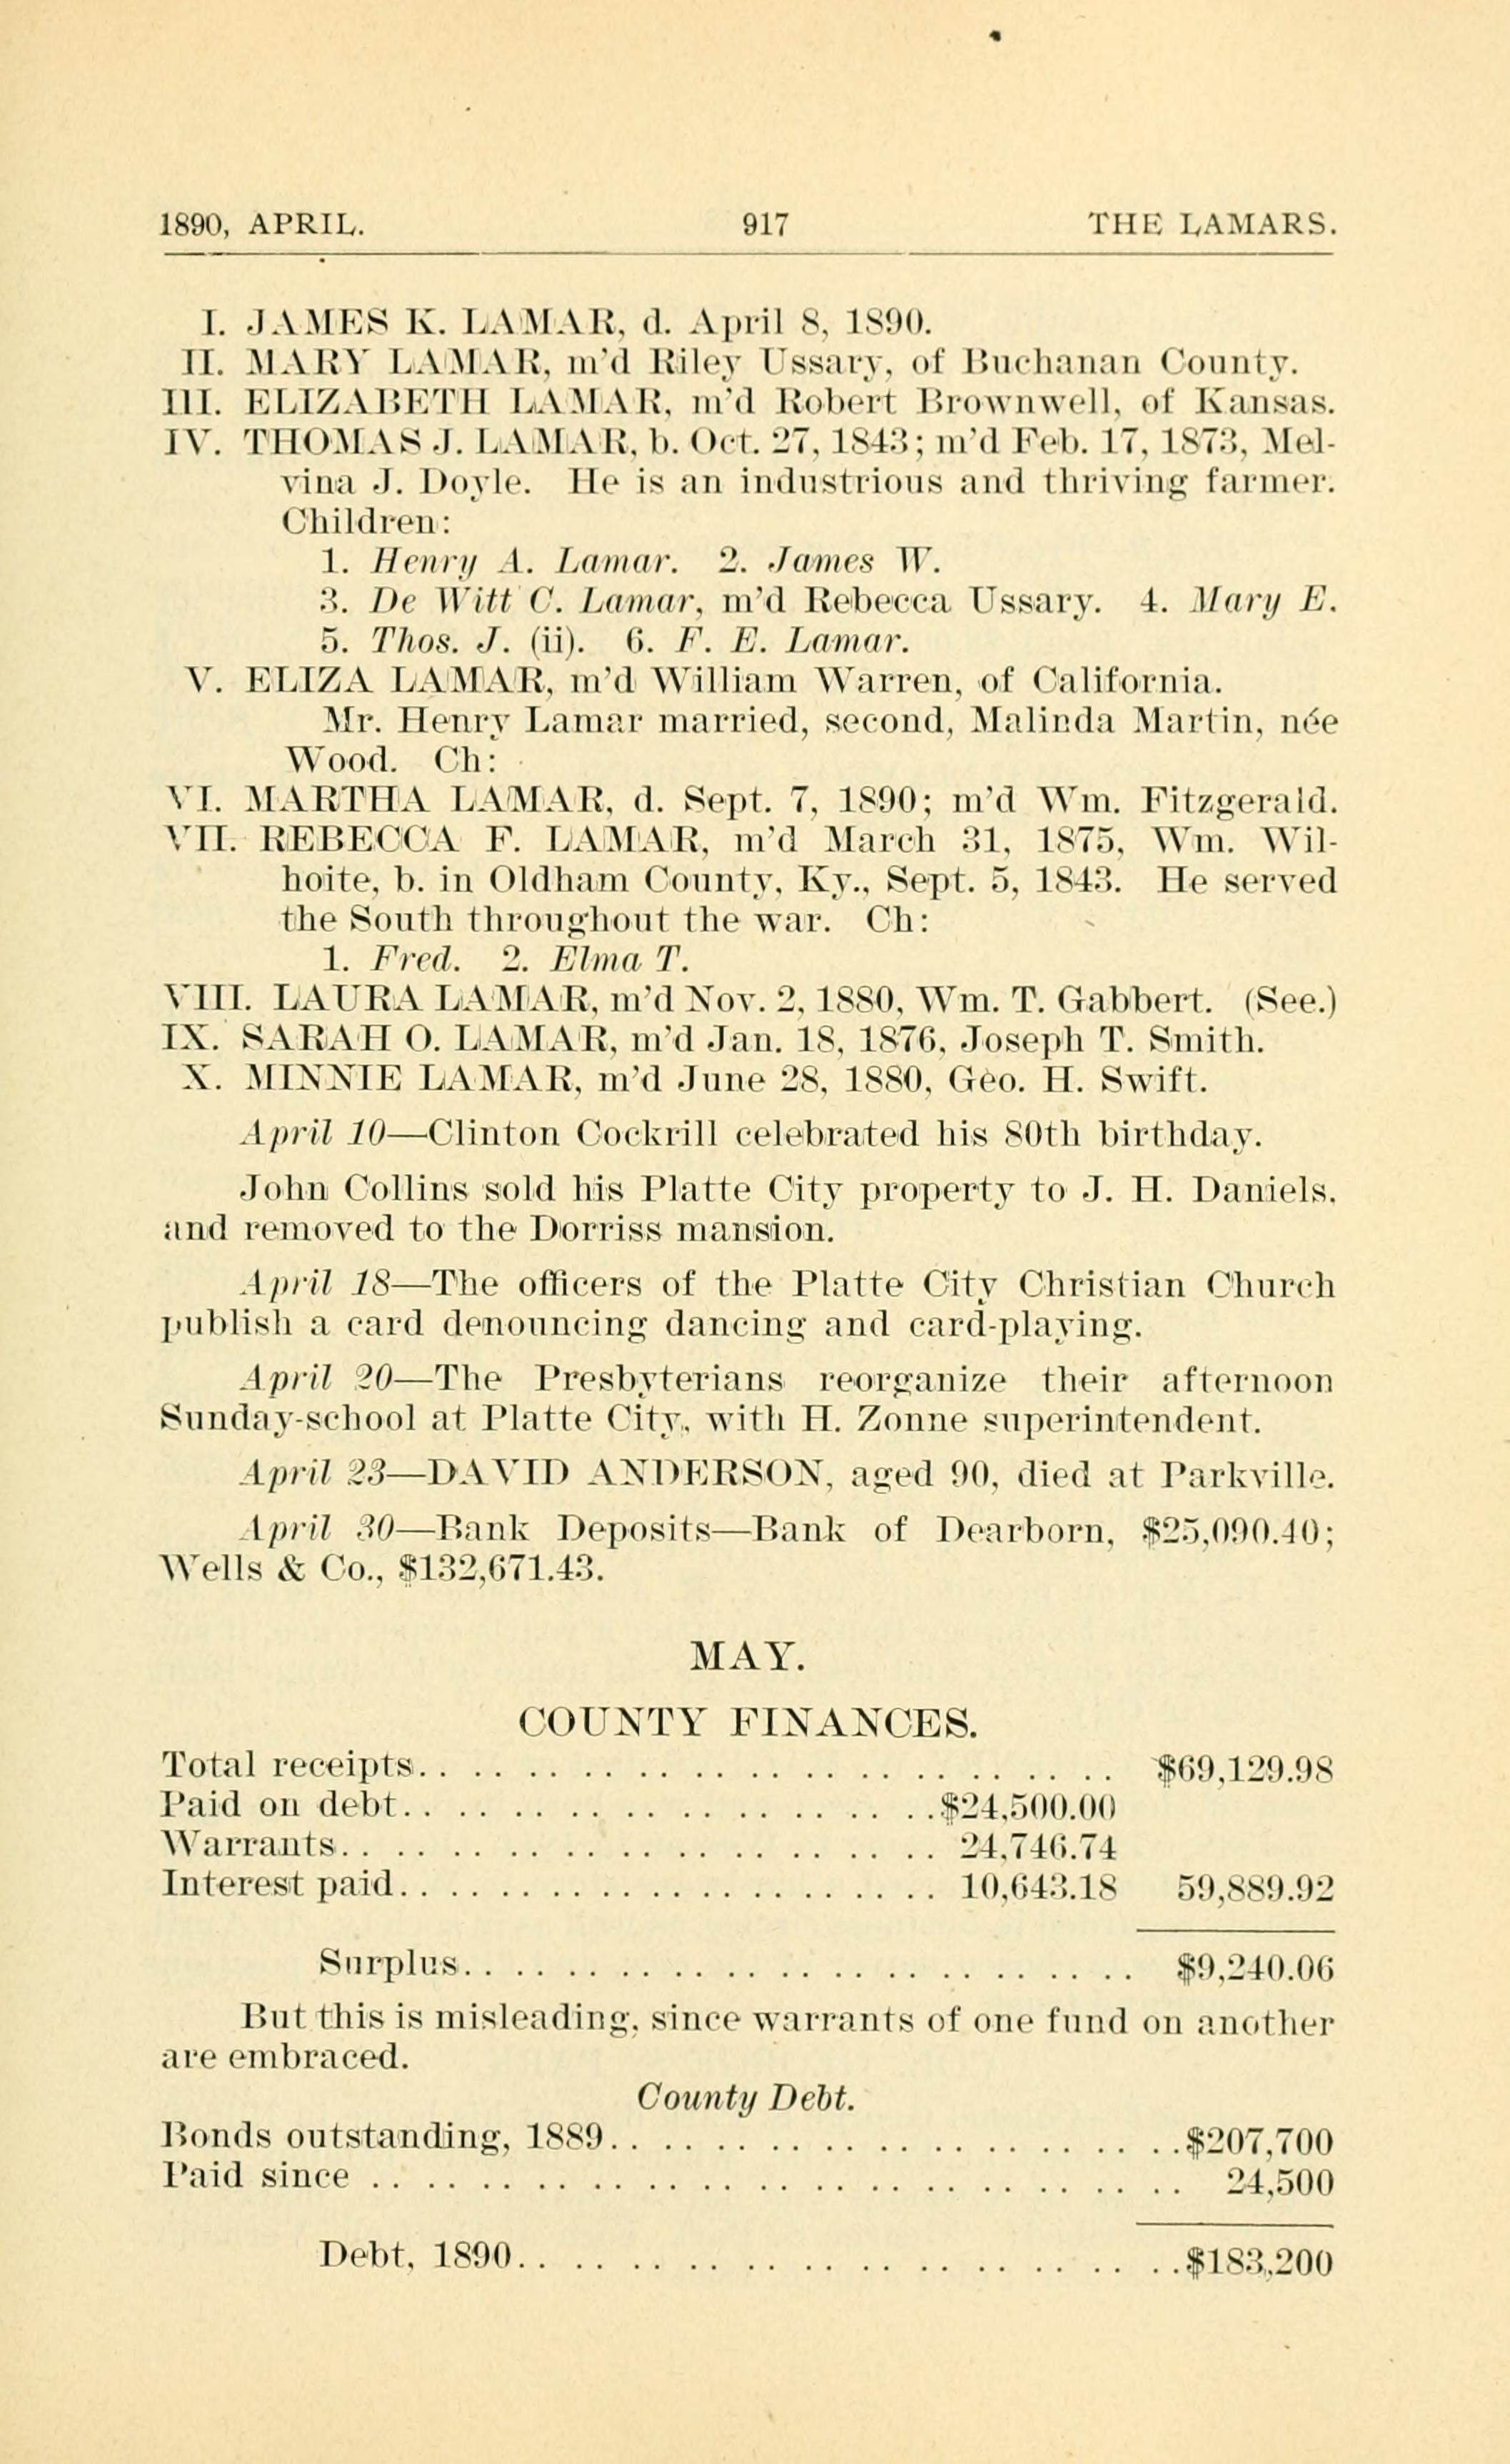 1890, APRIL. 917 THE LAMARS.
I. JAMES K. LAMAR, d. April 8, 1890.
II. MARY LAMAR, m'd Riley Ussary, of Buchanan County.
III. ELIZABETH LAMAR, m'd Robert Brownwell, of Kansas.
IV. THOMAS J. LAMAR, b. Oct. 27, 1843; m'd Feb. 17, 1873, Mel-
vina J. Doyle. He is an industrious and thriving farmer.
Children:
1. Henry A. Lamar. 2. James W.
3. De Witt C. Lamar, m'd Rebecca Ussary. 4. Mary E.
5. Thos. J. (ii). 6. F. E. Lamar.
V. ELIZA LAMAR, m'd William Warren, of California.
Mr. Henry Lamar married, second, Malinda Martin, née
Wood. Ch:
VI. MARTHA LAMAR, d. Sept. 7, 1890; m'd Wm. Fitzgerald.
VII. REBECCA F. LAMAR, m'd March 31, 1875, Wm. Wil-
hoite, b. in Oldham County, Ky., Sept. 5, 1843. He served
the South throughout the war. Ch:
1. Fred. 2. Elma T.
VIII. LAURA LAMAR, m'd Nov. 2, 1880, Wm. T. Gabbert. (See.)
IX. SARAH O. LAMAR, m'd Jan. 18, 1876, Joseph T. Smith.
X. MINNIE LAMAR, m'd June 28, 1880, Geo. H. Swift.
April 10—Clinton Cockrill celebrated his 80th birthday.
John Collins sold his Platte City property to J. H. Daniels,
and removed to the Dorriss mansion.
April 18—The officers of the Platte City Christian Church
publish a card denouncing dancing and card-playing.
April 20—The Presbyterians reorganize their afternoon
Sunday-school at Platte City, with H. Zonne superintendent.
April 23—DAVID ANDERSON, aged 90, died at Parkville.
April 30—Bank Deposits—Bank of Dearborn, $25,090.40;
Wells & Co., $132,671.43.
MAY.
COUNTY FINANCES.
Total receipts. . . . . . . . . . . . . . . . . . . . . . . . . . $69,129.98
Paid on debt. . . . . . . . . . . . . . . . . . . . $24,500.00
Warrants. . . . . . . . . . . . . . . . . . . . . . 24,746.74
Interest paid. . . . . . . . . . . . . . . . . . . . 10,643.18 59,889.92
Surplus. . . . . . . . . . . . . . . . . . . . . . . . . $9,240.06
But this is misleading, since warrants of one fund on another
are embraced.
County Debt.
Bonds outstanding, 1889. . . . . . . . . . . . . . . . . . . . . $207,700
Paid since . . . . . . . . . . . . . . . . . . . . . . . . . . . . . . 24,500
Debt, 1890. . . . . . . . . . . . . . . . . . . . . . . . . $183,200